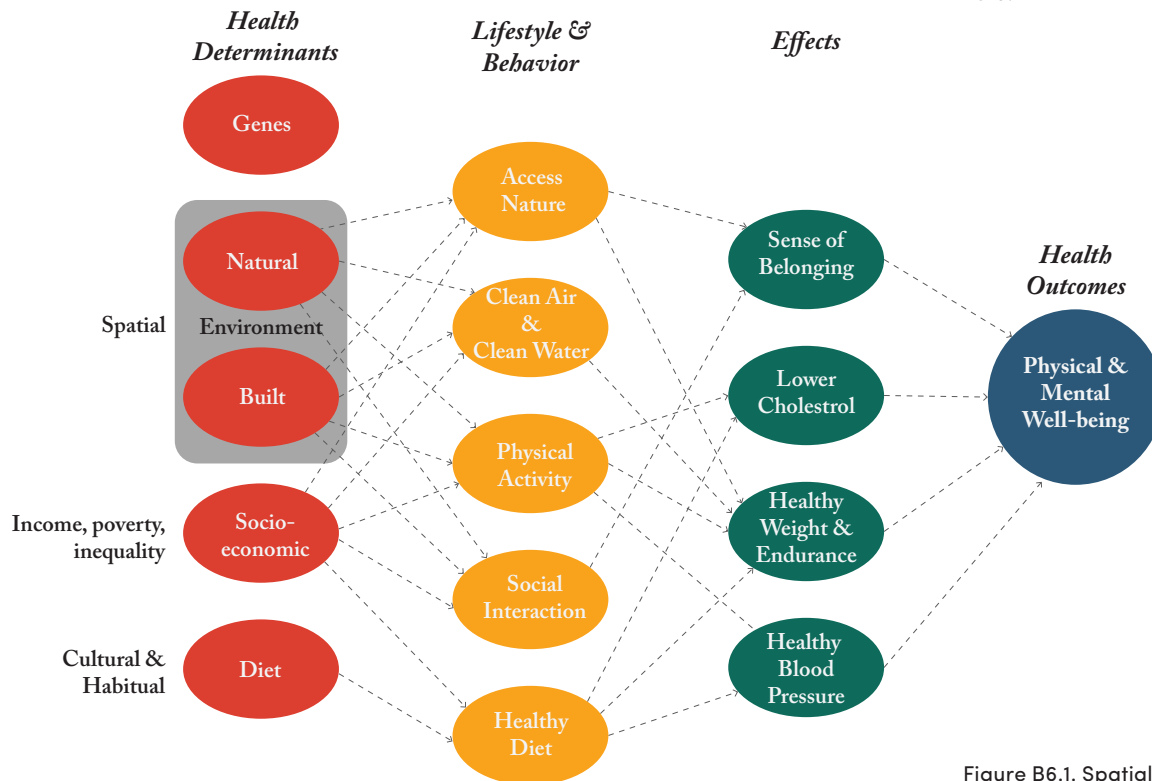 Health
Determinants
Lifestyle &
Behavior
Effects
Health
Outcomes
Genes
Spatial
Natural
Environment
Built
Income, poverty,
inequality
Socio-
economic
Cultural &
Habitual
Diet
Access
Nature
Clean Air
&
Clean Water
Physical
Activity
Social
Interaction
Healthy
Diet
Sense of
Belonging
Lower
Cholestrol
Healthy
Weight &
Endurance
Healthy
Blood
Pressure
Physical &
Mental
Well-being
Figure B6.1. Spatial